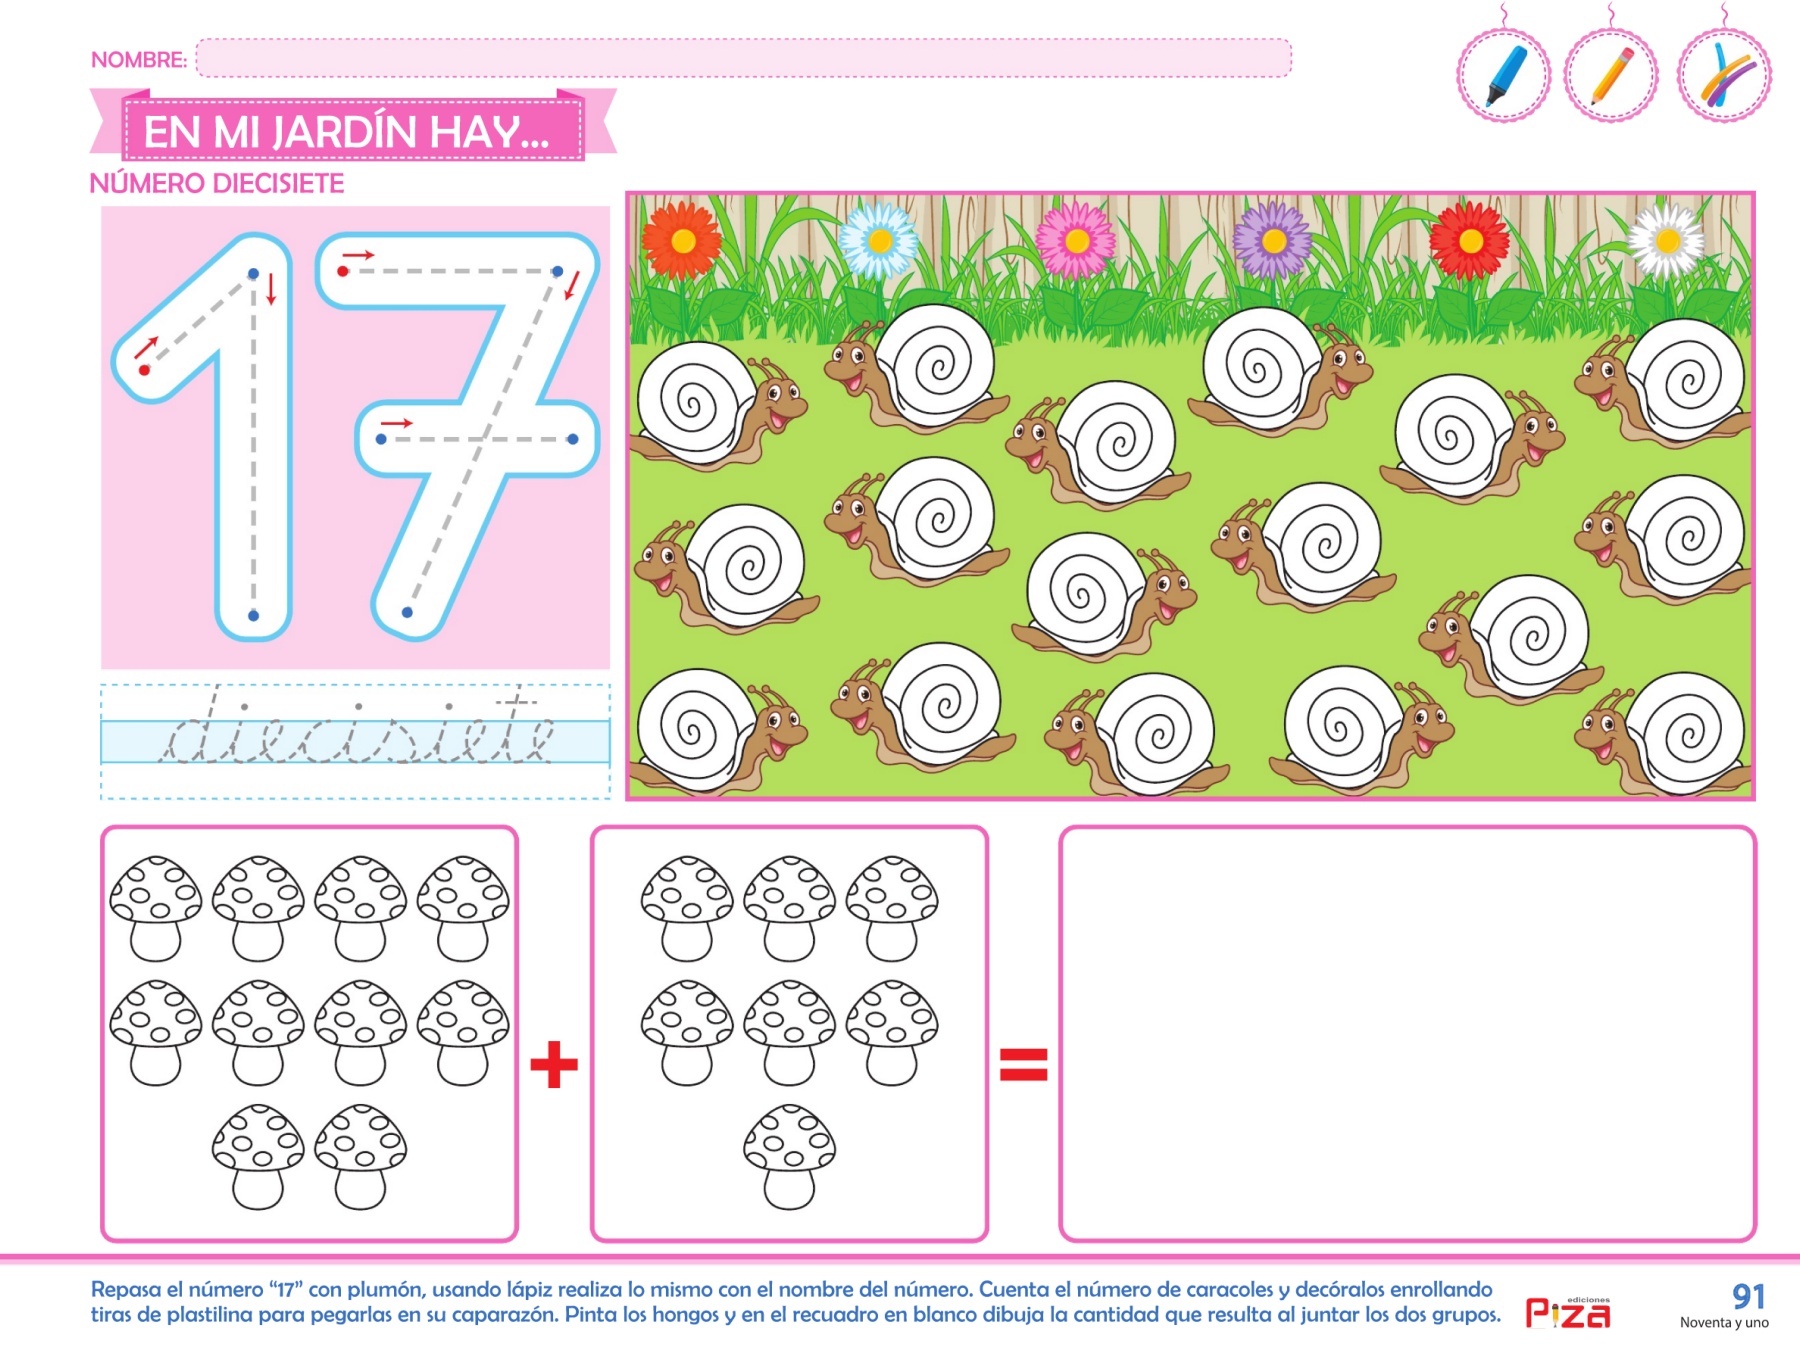 NOMBRE:
EN MI JARDÍN HAY...
NÚMERO DIECISIETE
17
diecisiete
+
=
Repasa el número “17” con plumón, usando lápiz realiza lo mismo con el nombre del número. Cuenta el número de caracoles y decóralos enrollando
tiras de plastilina para pegarlas en su caparazón. Pinta los hongos y en el recuadro en blanco dibuja la cantidad que resulta al juntar los dos grupos.
ediciones
Piza
91
Noventa y uno